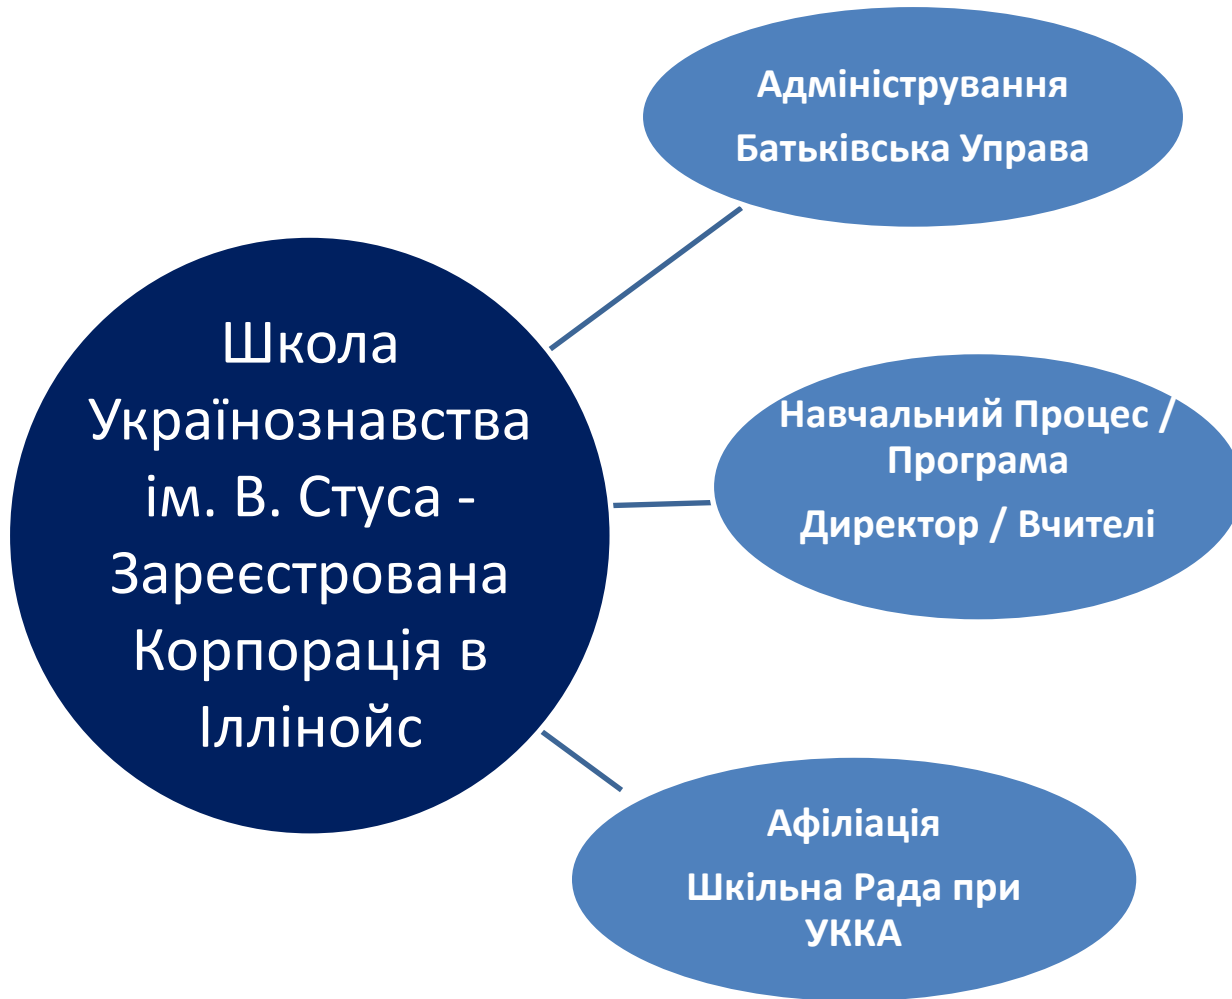 Адміністрування
Батьківська Управа
Школа
Українознавства
ім. В. Стуса -
Зареєстрована
Корпорація в
Іллінойс
Навчальний Процес /
Програма
Директор / Вчителі
Афіліація
Шкільна Рада при
УККА